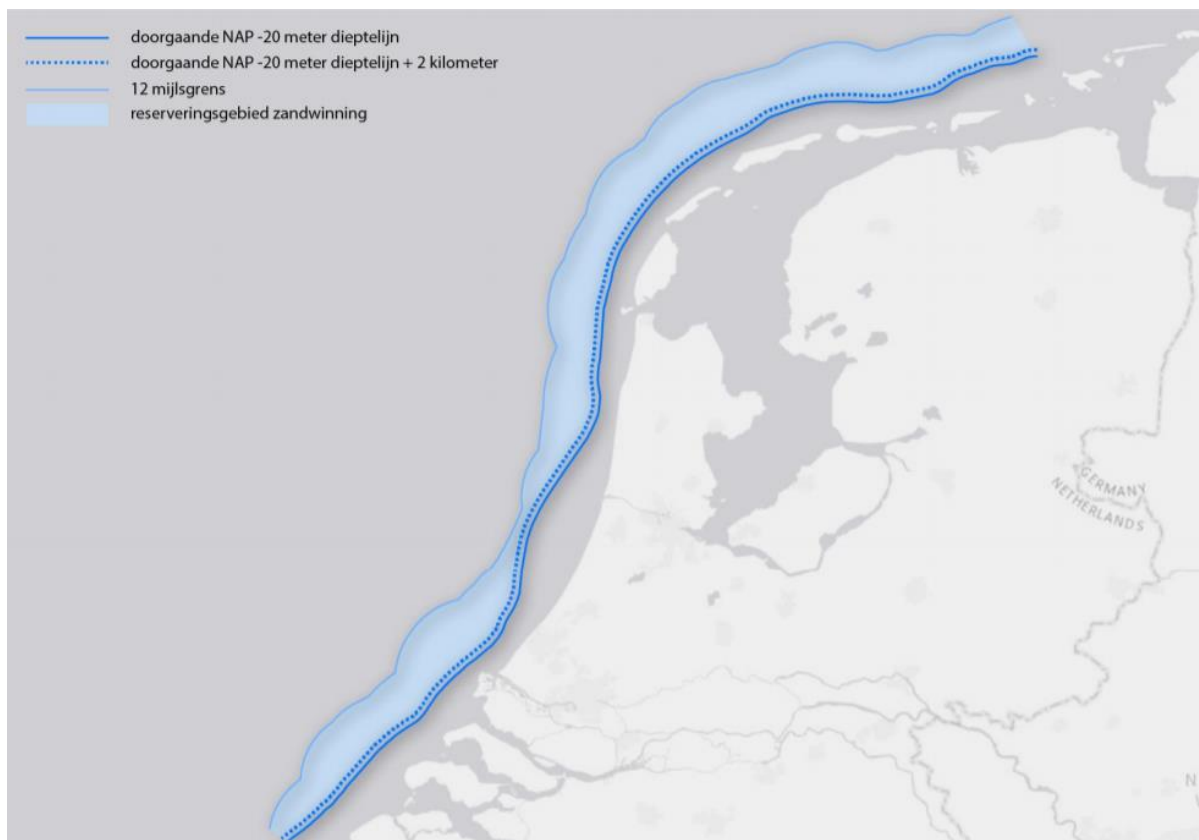 doorgaande NAP -20 meter dieptelijn
doorgaande NAP -20 meter dieptelijn + 2 kilometer
12 mijlsgrens
reserveringsgebied zandwinning
GERMANY
NETHERLANDS
N